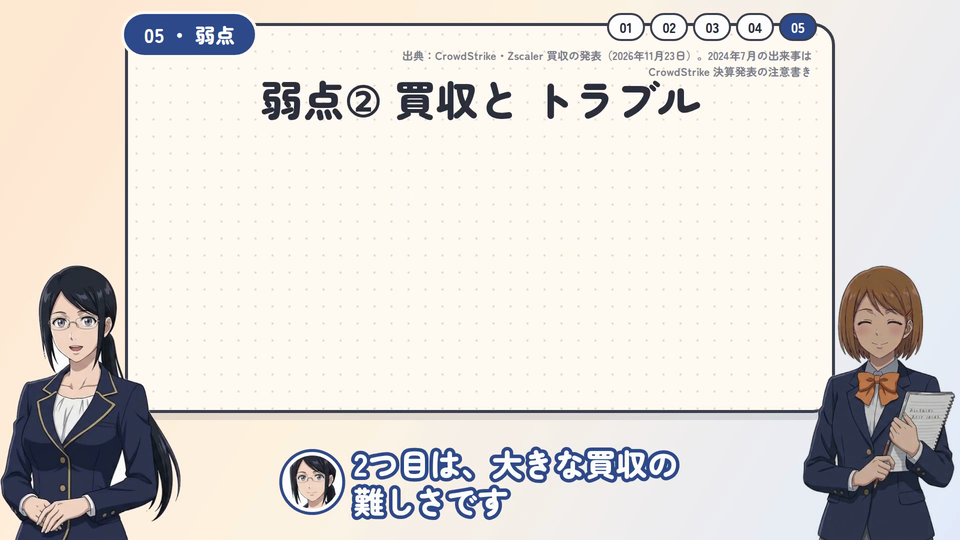 05 ・ 弱点
01 02 03 04 05
出典：CrowdStrike・Zscaler 買収の発表（2026年11月23日）。2024年7月の出来事は
CrowdStrike 決算発表の注意書き
弱点② 買収と トラブル
2つ目は、大きな買収の
難しさです